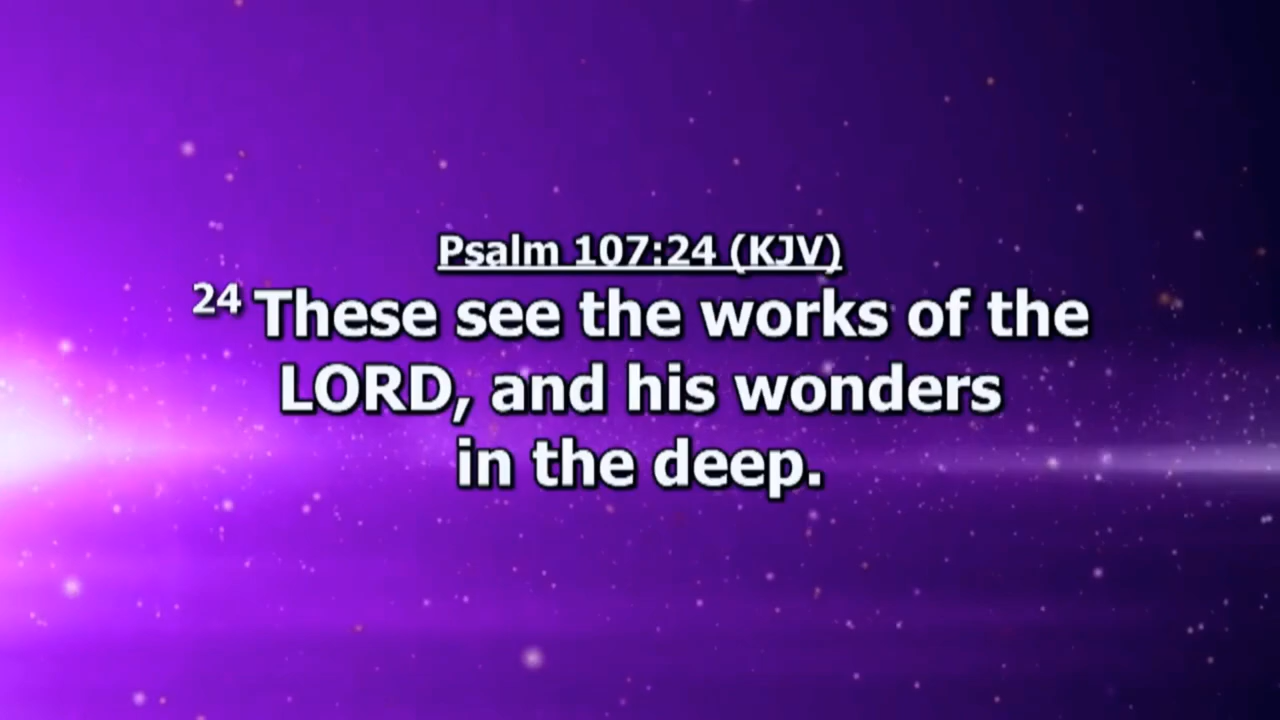 Psalm 107:24 (KJV)
24 These see the works of the
LORD, and his wonders
in the deep.